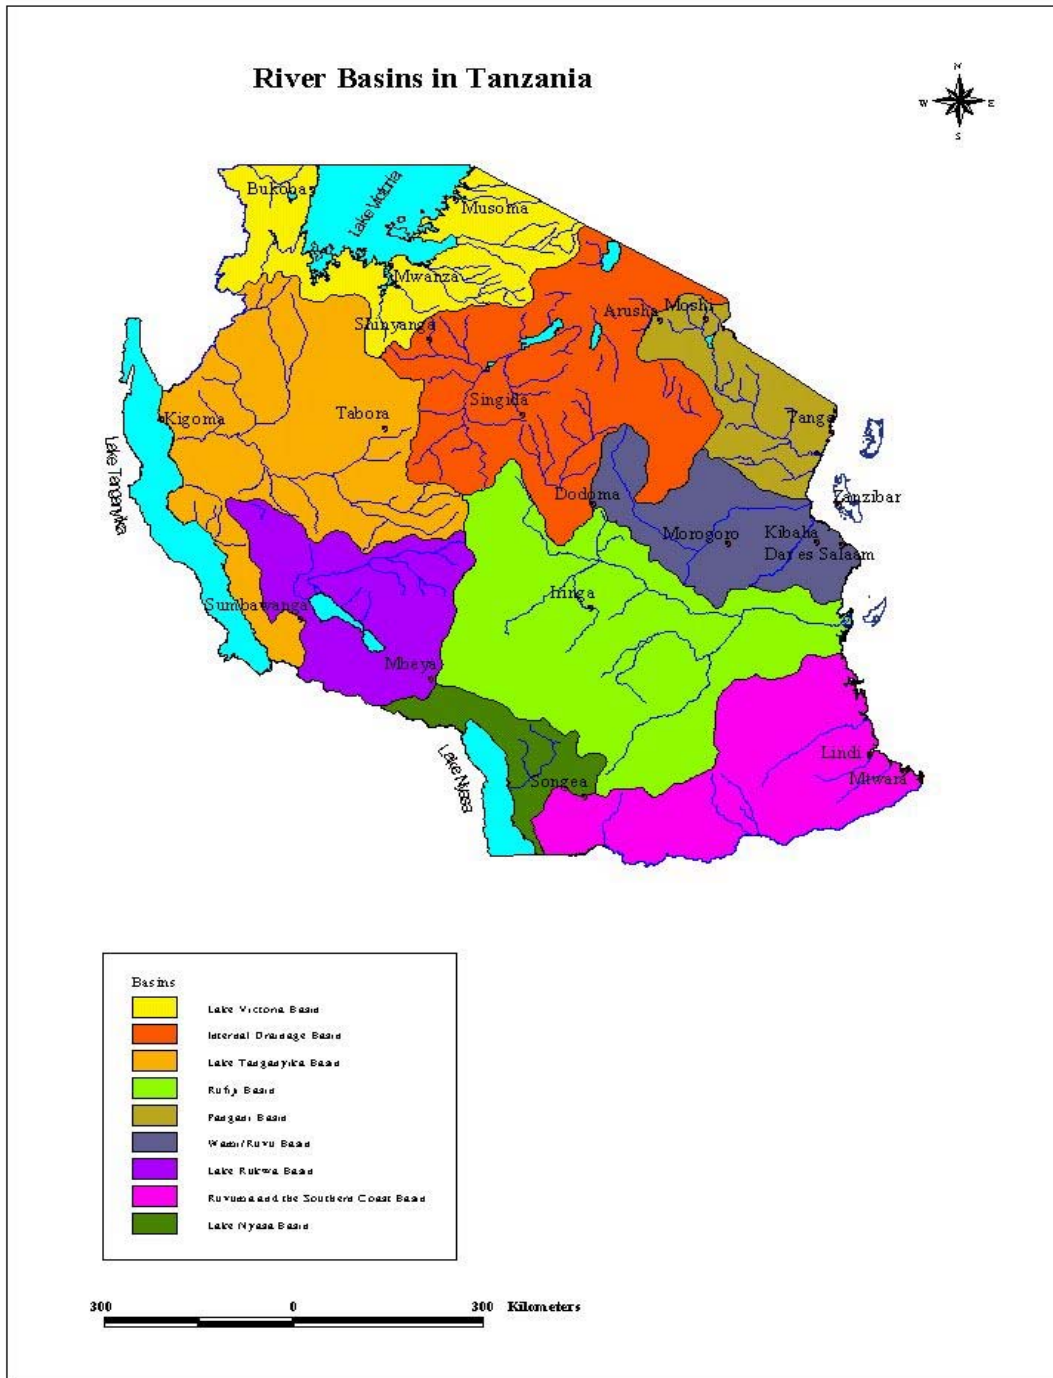 River Basins in Tanzania
N
W E
S
Bukoba
Lake Victoria
Musoma
Mwanza
Shinyanga
Arusha
Moshi
Kigoma
Tabora
Singida
Tanga
Lake Tanganyika
Dodoma
Zanzibar
Morogoro
Kibaha
Dar es Salaam
Sumbawanga
Iringa
Mbeya
Lake Nyasa
Songea
Lindi
Mtwara
Basins
Lake Victoria Basin
Internal Drainage Basin
Lake Tanganyika Basin
Rufiji Basin
Pangani Basin
Wami/Ruvu Basin
Lake Rukwa Basin
Ruvuma and the Southern Coast Basin
Lake Nyasa Basin
300 0 300 Kilometers